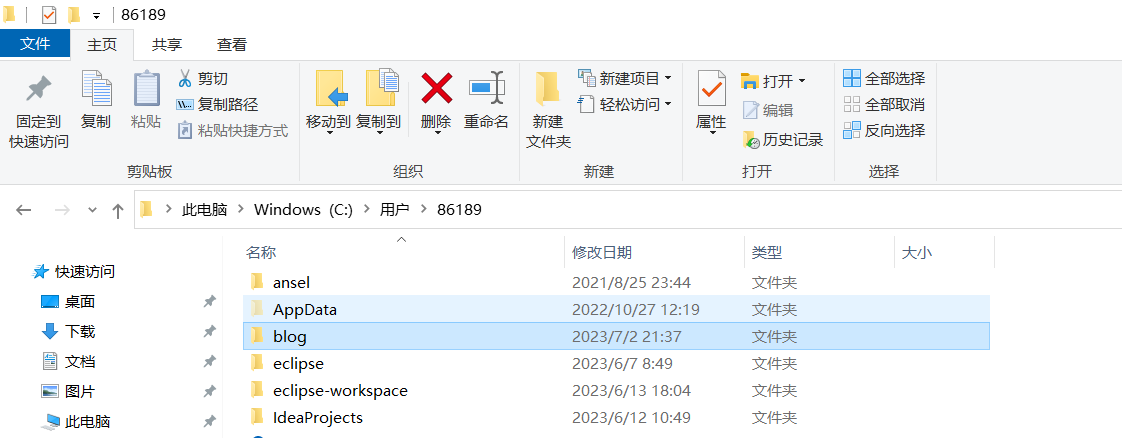 86189
文件 主页 共享 查看
固定到快速访问 复制 粘贴 剪切 复制路径 粘贴快捷方式
移动到 复制到 删除 重命名
新建文件夹 新建项目 轻松访问
属性 打开 编辑 历史记录
全部选择 全部取消 反向选择
剪贴板 组织 新建 打开 选择
此电脑 Windows (C:) 用户 86189
快速访问
桌面
下载
文档
图片
此电脑
名称 修改日期 类型 大小
ansel 2021/8/25 23:44 文件夹
AppData 2022/10/27 12:19 文件夹
blog 2023/7/2 21:37 文件夹
eclipse 2023/6/7 8:49 文件夹
eclipse-workspace 2023/6/13 18:04 文件夹
IdeaProjects 2023/6/12 10:49 文件夹